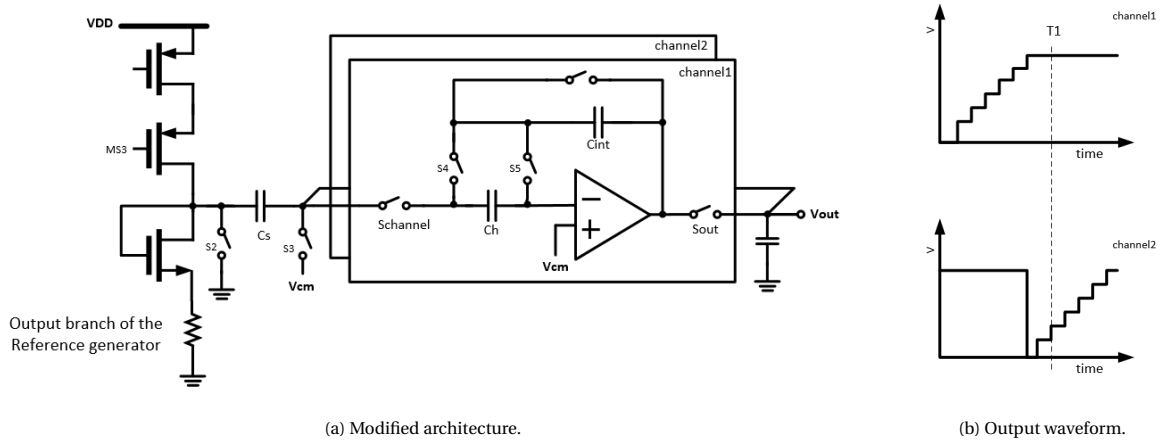 VDD
MS3
S2
Cs
S3
Vcm
Output branch of the
Reference generator
channel2
channel1
S4
S5
Cint
Schannel
Ch
Vcm
−
+
Sout
Vout
(a) Modified architecture.
channel1
T1
V
time
channel2
V
time
(b) Output waveform.